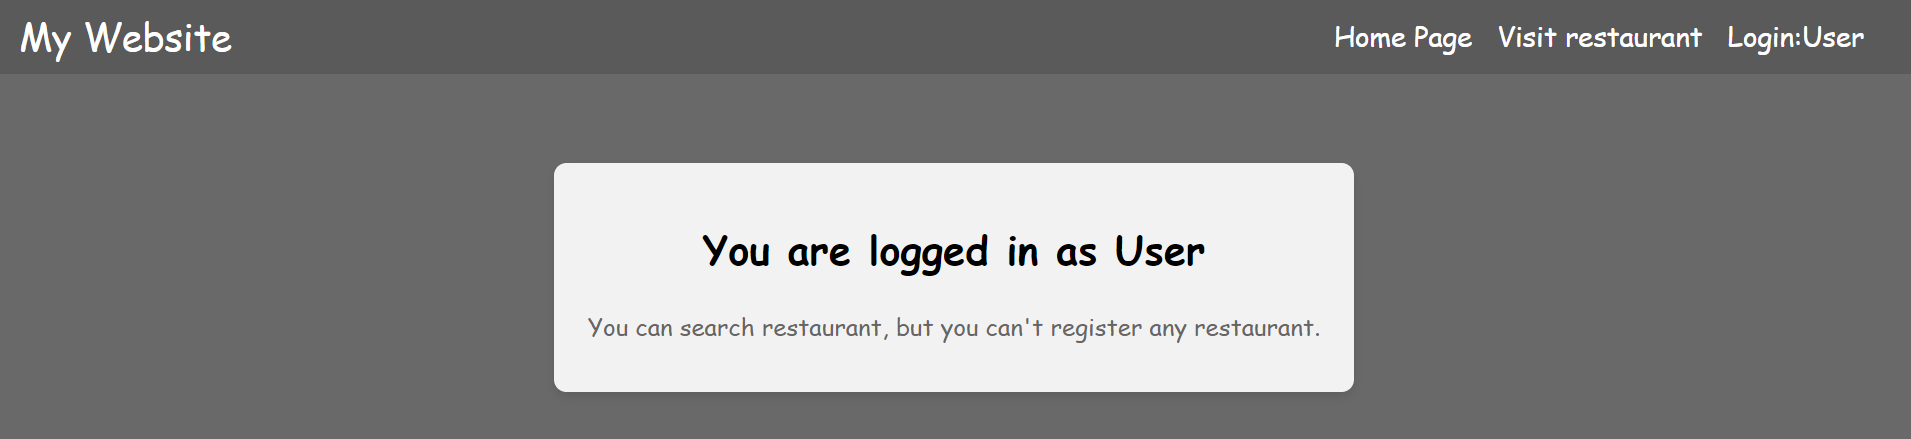 My Website
Home Page Visit restaurant Login:User
You are logged in as User
You can search restaurant, but you can't register any restaurant.